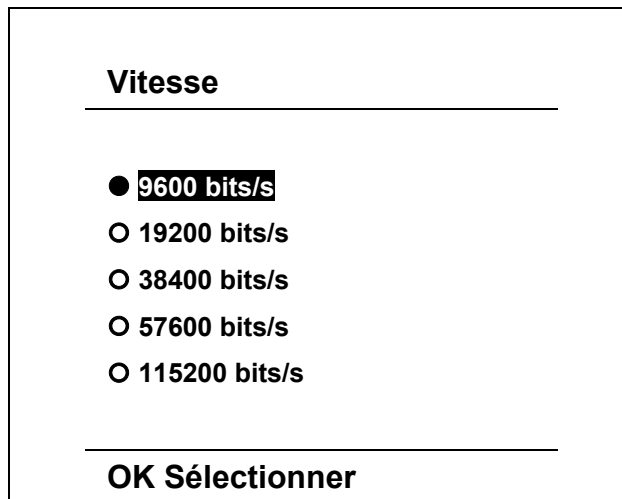 Vitesse
9600 bits/s
19200 bits/s
38400 bits/s
57600 bits/s
115200 bits/s
OK Sélectionner